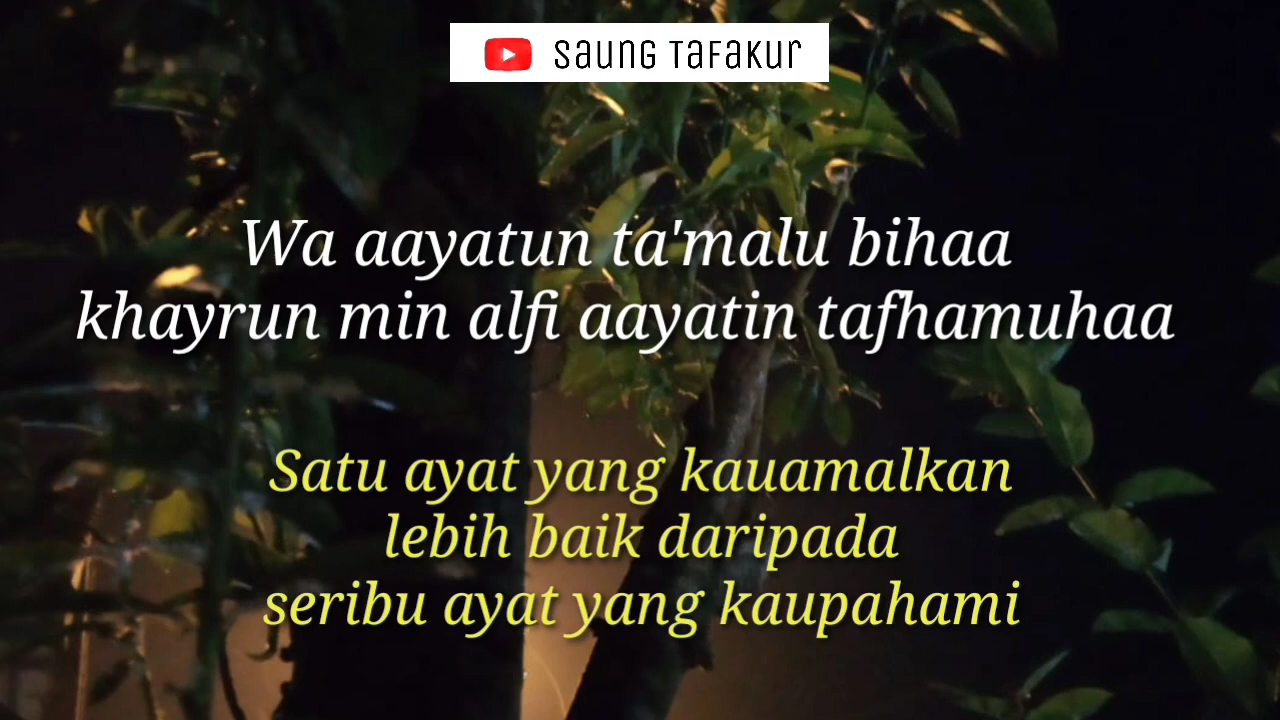 Saung Tafakur
Wa aayatun ta'malu bihaa
khayrun min alfi aayatin tafhamuhaa
Satu ayat yang kauamalkan
lebih baik daripada
seribu ayat yang kaupahami